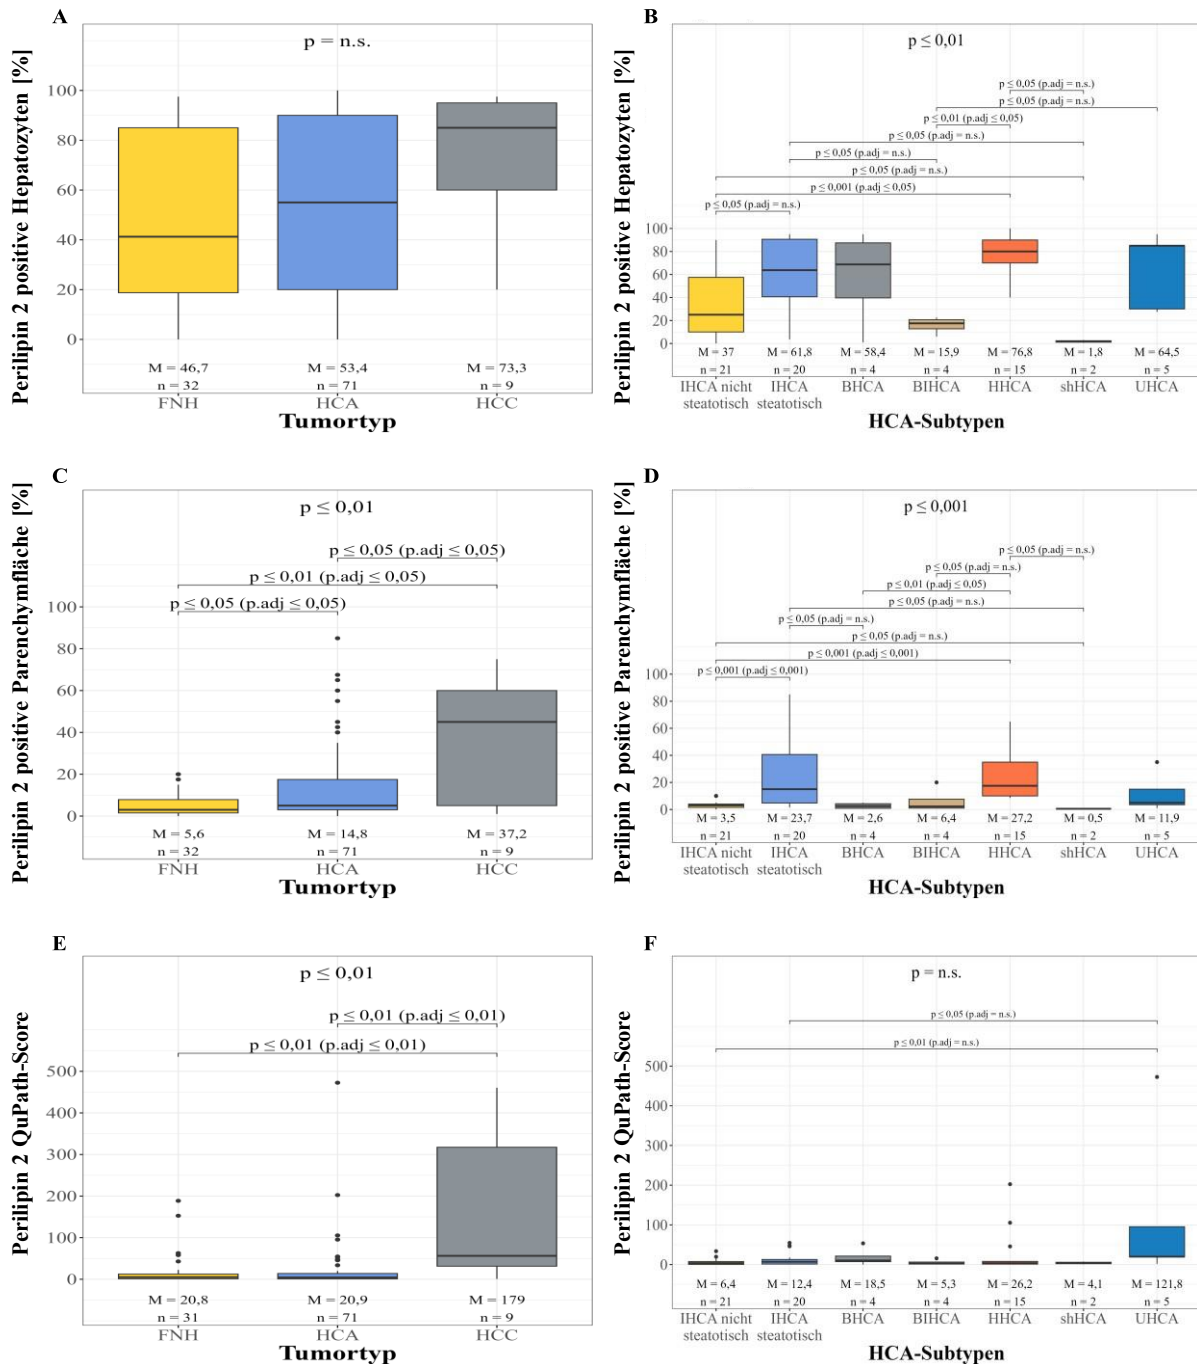 A
Perilipin 2 positive Hepatozyten [%]
p = n.s.
100
80
60
40
20
0
M = 46,7
M = 53,4
M = 73,3
n = 32
n = 71
n = 9
FNH
HCA
HCC
Tumortyp
B
Perilipin 2 positive Hepatozyten [%]
p ≤ 0,01
p ≤ 0,05 (p.adj = n.s.)
p ≤ 0,05 (p.adj = n.s.)
p ≤ 0,01 (p.adj ≤ 0,05)
p ≤ 0,05 (p.adj = n.s.)
p ≤ 0,05 (p.adj = n.s.)
p ≤ 0,05 (p.adj = n.s.)
p ≤ 0,001 (p.adj ≤ 0,05)
p ≤ 0,05 (p.adj = n.s.)
100
80
60
40
20
0
M = 37
M = 61,8
M = 58,4
M = 15,9
M = 76,8
M = 1,8
M = 64,5
n = 21
n = 20
n = 4
n = 4
n = 15
n = 2
n = 5
IHCA nicht steatotisch
IHCA steatotisch
BHCA
BIHCA
HHCA
shHCA
UHCA
HCA-Subtypen
C
Perilipin 2 positive Parenchymfläche [%]
p ≤ 0,01
p ≤ 0,05 (p.adj ≤ 0,05)
p ≤ 0,01 (p.adj ≤ 0,05)
p ≤ 0,05 (p.adj ≤ 0,05)
100
80
60
40
20
0
M = 5,6
M = 14,8
M = 37,2
n = 32
n = 71
n = 9
FNH
HCA
HCC
Tumortyp
D
Perilipin 2 positive Parenchymfläche [%]
p ≤ 0,001
p ≤ 0,05 (p.adj = n.s.)
p ≤ 0,05 (p.adj = n.s.)
p ≤ 0,01 (p.adj ≤ 0,05)
p ≤ 0,05 (p.adj = n.s.)
p ≤ 0,05 (p.adj = n.s.)
p ≤ 0,05 (p.adj = n.s.)
p ≤ 0,001 (p.adj ≤ 0,001)
p ≤ 0,001 (p.adj ≤ 0,001)
100
80
60
40
20
0
M = 3,5
M = 23,7
M = 2,6
M = 6,4
M = 27,2
M = 0,5
M = 11,9
n = 21
n = 20
n = 4
n = 4
n = 15
n = 2
n = 5
IHCA nicht steatotisch
IHCA steatotisch
BHCA
BIHCA
HHCA
shHCA
UHCA
HCA-Subtypen
E
Perilipin 2 QuPath-Score
p ≤ 0,01
p ≤ 0,01 (p.adj ≤ 0,01)
p ≤ 0,01 (p.adj ≤ 0,01)
500
400
300
200
100
0
M = 20,8
M = 20,9
M = 179
n = 31
n = 71
n = 9
FNH
HCA
HCC
Tumortyp
F
Perilipin 2 QuPath-Score
p = n.s.
p ≤ 0,05 (p.adj = n.s.)
p ≤ 0,01 (p.adj = n.s.)
500
400
300
200
100
0
M = 6,4
M = 12,4
M = 18,5
M = 5,3
M = 26,2
M = 4,1
M = 121,8
n = 21
n = 20
n = 4
n = 4
n = 15
n = 2
n = 5
IHCA nicht steatotisch
IHCA steatotisch
BHCA
BIHCA
HHCA
shHCA
UHCA
HCA-Subtypen